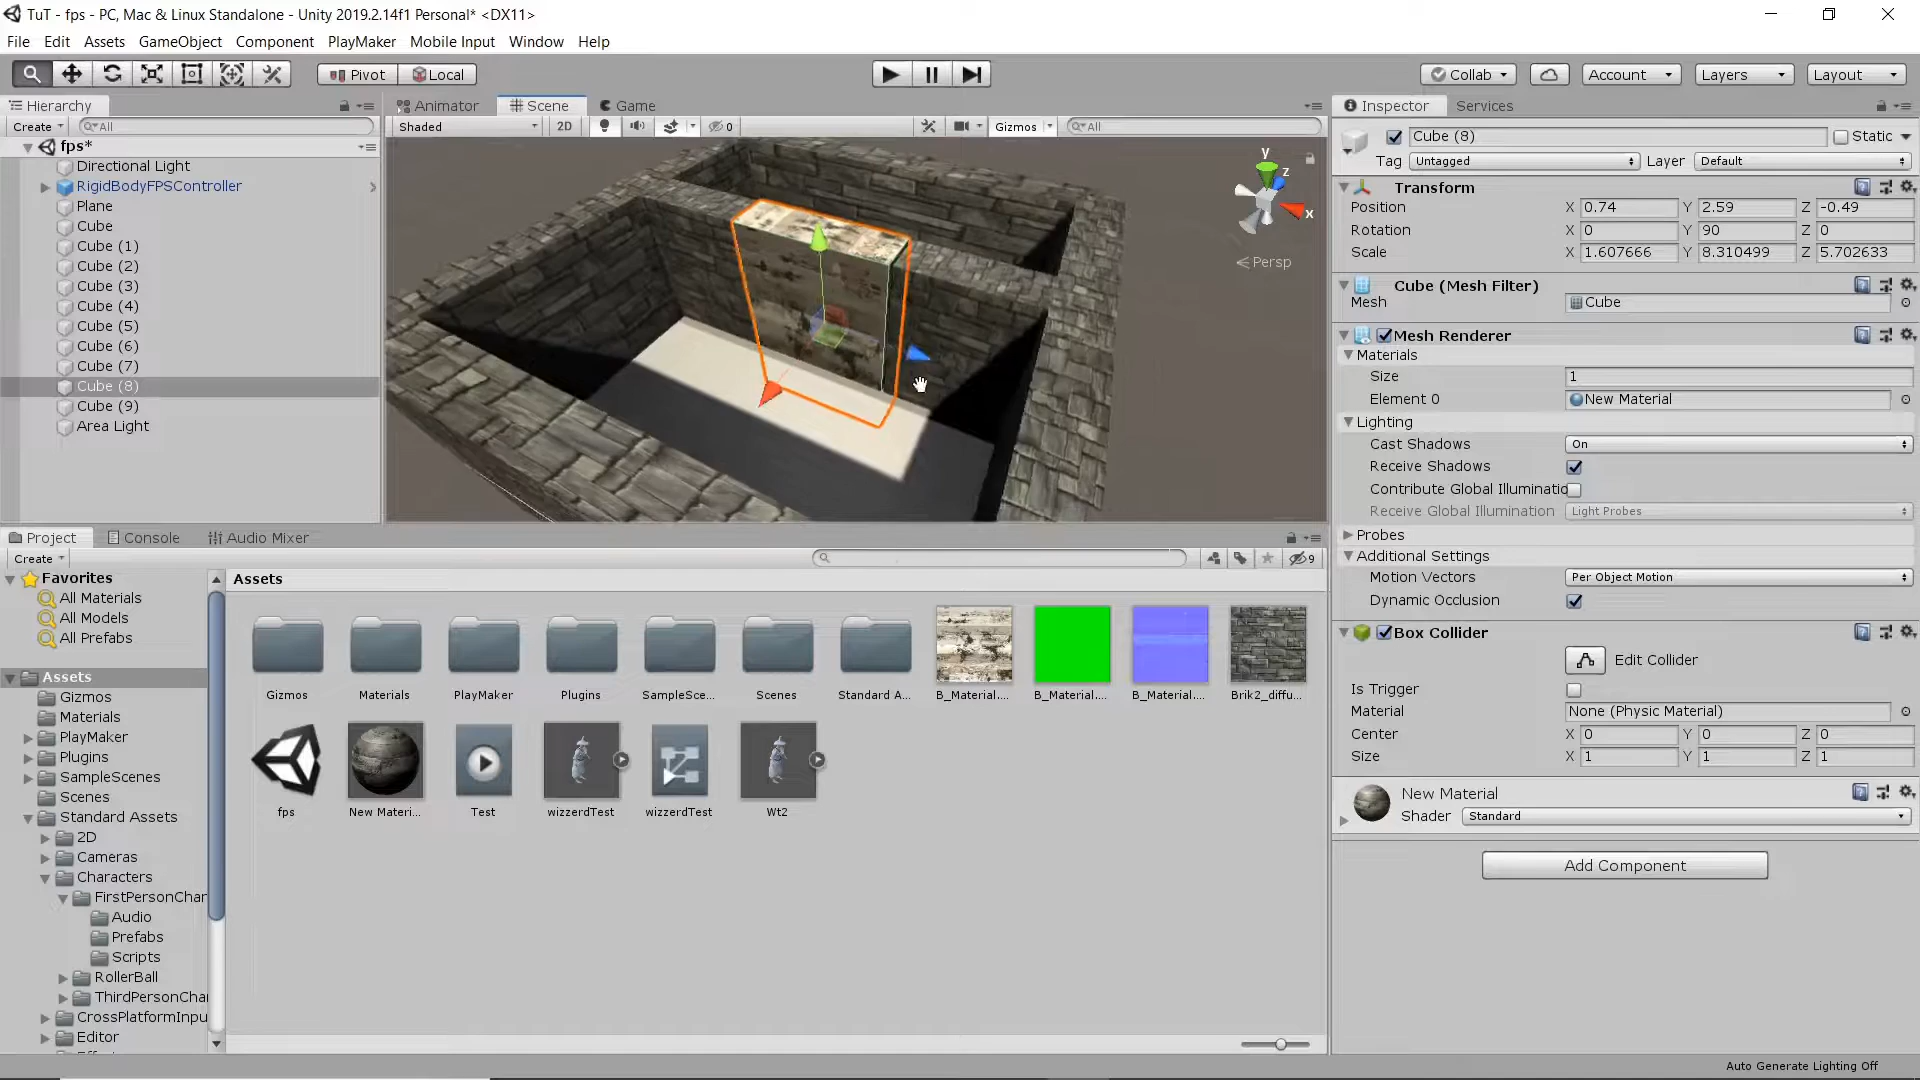 TuT - fps - PC, Mac & Linux Standalone - Unity 2019.2.14f1 Personal* <DX11>
File Edit Assets GameObject Component PlayMaker Mobile Input Window Help
Pivot Local Collab Account Layers Layout
Hierarchy
Create All
fps*
Directional Light
RigidBodyFPSController
Plane
Cube
Cube (1)
Cube (2)
Cube (3)
Cube (4)
Cube (5)
Cube (6)
Cube (7)
Cube (8)
Cube (9)
Area Light
Animator Scene Game
Shaded 2D 0 Gizmos All
y
z
x
Persp
Project Console Audio Mixer
Create 9
Favorites
All Materials
All Models
All Prefabs
Assets
Gizmos
Materials
PlayMaker
Plugins
SampleScenes
Scenes
Standard Assets
2D
Cameras
Characters
FirstPersonChar
Audio
Prefabs
Scripts
RollerBall
ThirdPersonCha
CrossPlatformInpu
Editor
Assets
Gizmos Materials PlayMaker Plugins SampleSce... Scenes Standard A... B_Material.... B_Material.... B_Material.... Brik2_diffu...
fps New Materi... Test wizzerdTest wizzerdTest Wt2
Inspector Services
Cube (8) Static
Tag Untagged Layer Default
Transform
Position X 0.74 Y 2.59 Z -0.49
Rotation X 0 Y 90 Z 0
Scale X 1.607666 Y 8.310499 Z 5.702633
Cube (Mesh Filter)
Mesh Cube
Mesh Renderer
Materials
Size 1
Element 0 New Material
Lighting
Cast Shadows On
Receive Shadows
Contribute Global Illuminatio
Receive Global Illumination Light Probes
Probes
Additional Settings
Motion Vectors Per Object Motion
Dynamic Occlusion
Box Collider
Edit Collider
Is Trigger
Material None (Physic Material)
Center X 0 Y 0 Z 0
Size X 1 Y 1 Z 1
New Material
Shader Standard
Add Component
Auto Generate Lighting Off